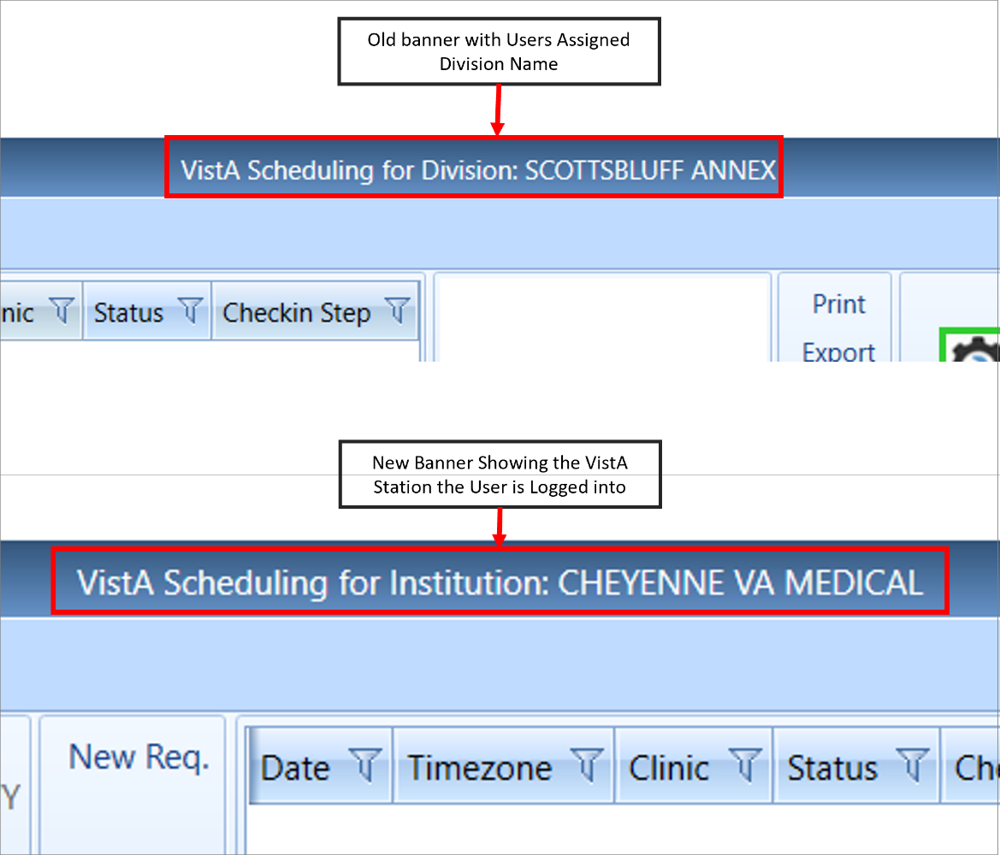 Old banner with Users Assigned
Division Name
VistA Scheduling for Division: SCOTTSBLUFF ANNEX
nic Status Checkin Step
Print
Export
New Banner Showing the VistA
Station the User is Logged into
VistA Scheduling for Institution: CHEYENNE VA MEDICAL
New Req.
Y
Date Timezone Clinic Status Che